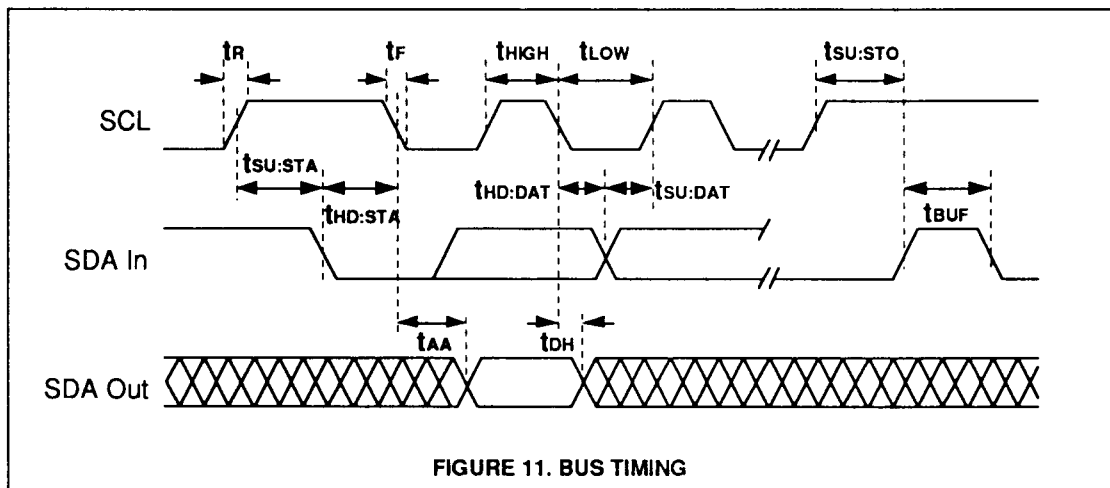 tR tF tHIGH tLOW tSU:STO
SCL
tSU:STA tHD:DAT tSU:DAT
tHD:STA tBUF
SDA In
tAA tDH
SDA Out
FIGURE 11. BUS TIMING